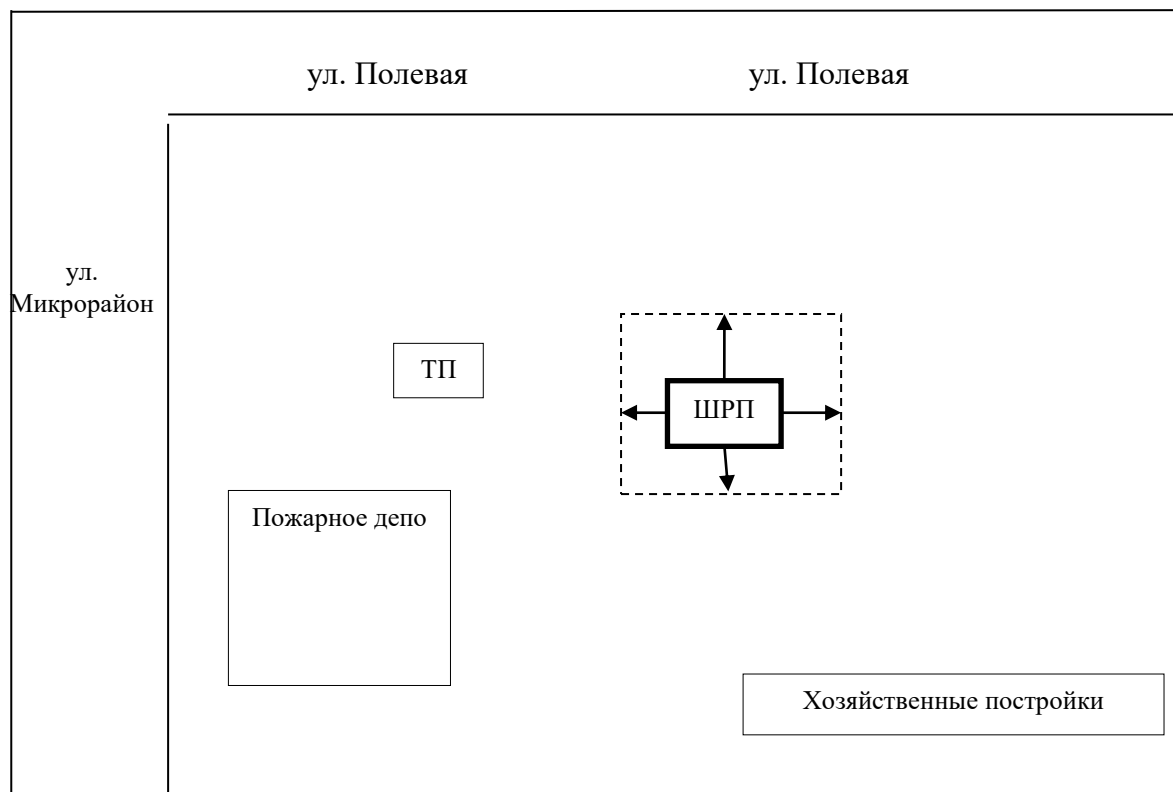 ул. Полевая
ул. Полевая
ул.
Микрорайон
ТП
ШРП
Пожарное депо
Хозяйственные постройки